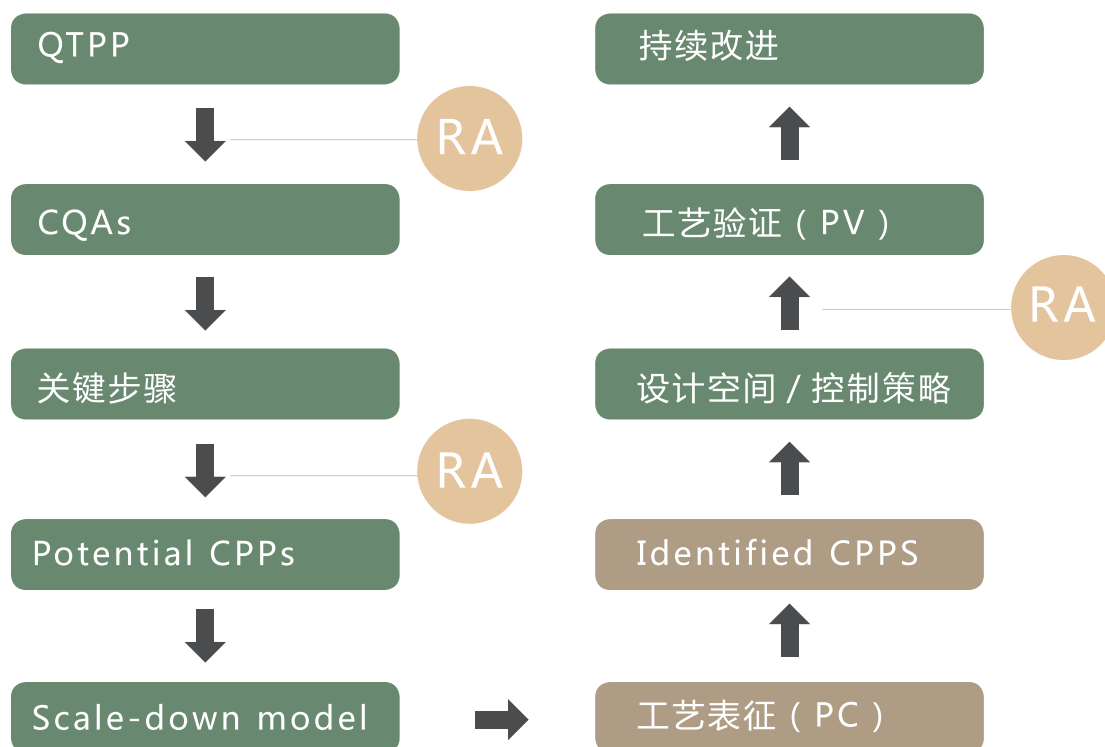 QTPP
RA
CQAs
关键步骤
RA
Potential CPPs
Scale-down model
工艺表征（PC）
Identified CPPS
设计空间 / 控制策略
RA
工艺验证（PV）
持续改进